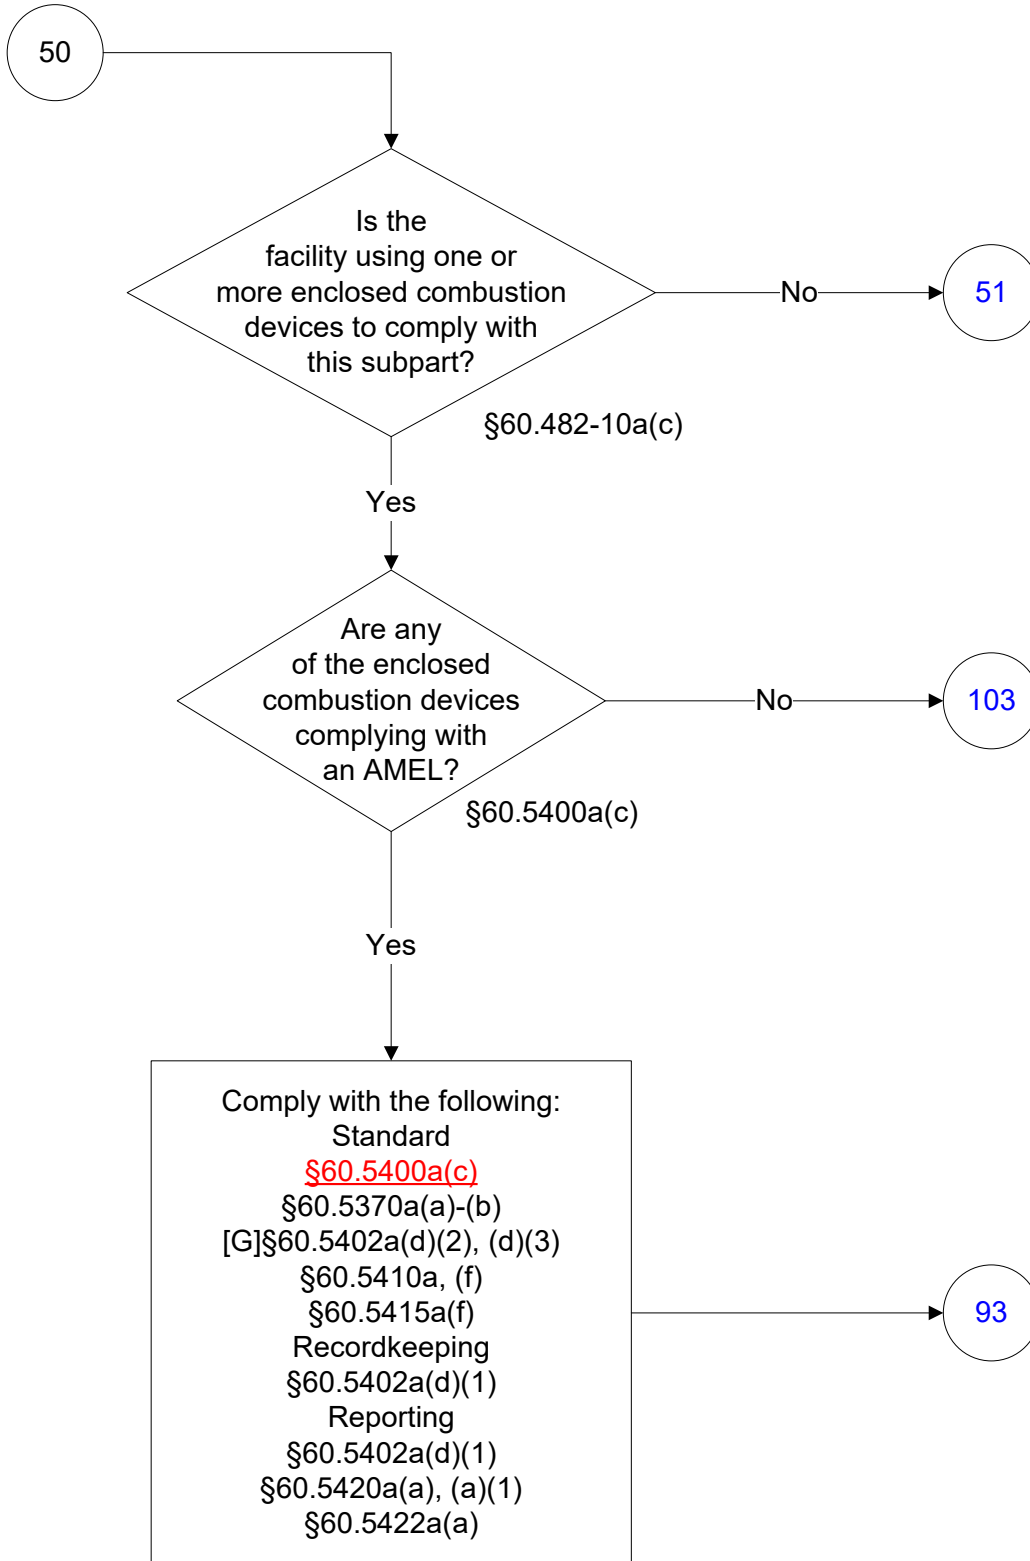 50
Is the
facility using one or
more enclosed combustion
devices to comply with
this subpart?
No
51
§60.482-10a(c)
Yes
Are any
of the enclosed
combustion devices
complying with
an AMEL?
No
103
§60.5400a(c)
Yes
Comply with the following:
Standard
§60.5400a(c)
§60.5370a(a)-(b)
[G]§60.5402a(d)(2), (d)(3)
§60.5410a, (f)
§60.5415a(f)
Recordkeeping
§60.5402a(d)(1)
Reporting
§60.5402a(d)(1)
§60.5420a(a), (a)(1)
§60.5422a(a)
93